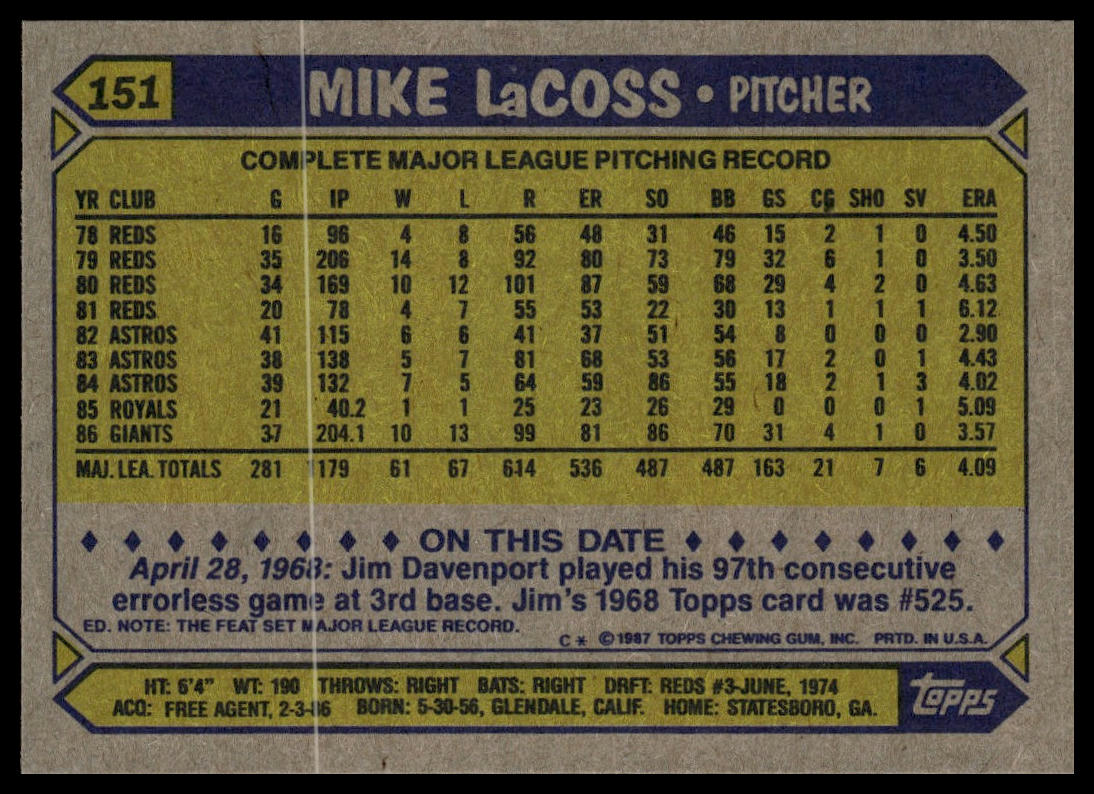 151 MIKE LaCOSS • PITCHER
COMPLETE MAJOR LEAGUE PITCHING RECORD
YR CLUB G IP W L R ER SO BB GS CG SHO SV ERA
78 REDS 16 96 4 8 56 48 31 46 15 2 1 0 4.50
79 REDS 35 206 14 8 92 80 73 79 32 6 1 0 3.50
80 REDS 34 169 10 12 101 87 59 68 29 4 2 0 4.63
81 REDS 20 78 4 7 55 53 22 30 13 1 1 1 6.12
82 ASTROS 41 115 6 6 41 37 51 54 8 0 0 0 2.90
83 ASTROS 38 138 5 7 81 68 53 56 17 2 0 1 4.43
84 ASTROS 39 132 7 5 64 59 86 55 18 2 1 3 4.02
85 ROYALS 21 40.2 1 1 25 23 26 29 0 0 0 1 5.09
86 GIANTS 37 204.1 10 13 99 81 86 70 31 4 1 0 3.57
MAJ. LEA. TOTALS 281 1179 61 67 614 536 487 487 163 21 7 6 4.09
ON THIS DATE
April 28, 1968: Jim Davenport played his 97th consecutive
errorless game at 3rd base. Jim's 1968 Topps card was #525.
ED. NOTE: THE FEAT SET MAJOR LEAGUE RECORD.
C * ©1987 TOPPS CHEWING GUM, INC. PRTD. IN U.S.A.
HT: 6'4" WT: 190 THROWS: RIGHT BATS: RIGHT DRFT: REDS #3-JUNE, 1974
ACQ: FREE AGENT, 2-3-86 BORN: 5-30-56, GLENDALE, CALIF. HOME: STATESBORO, GA.
topps